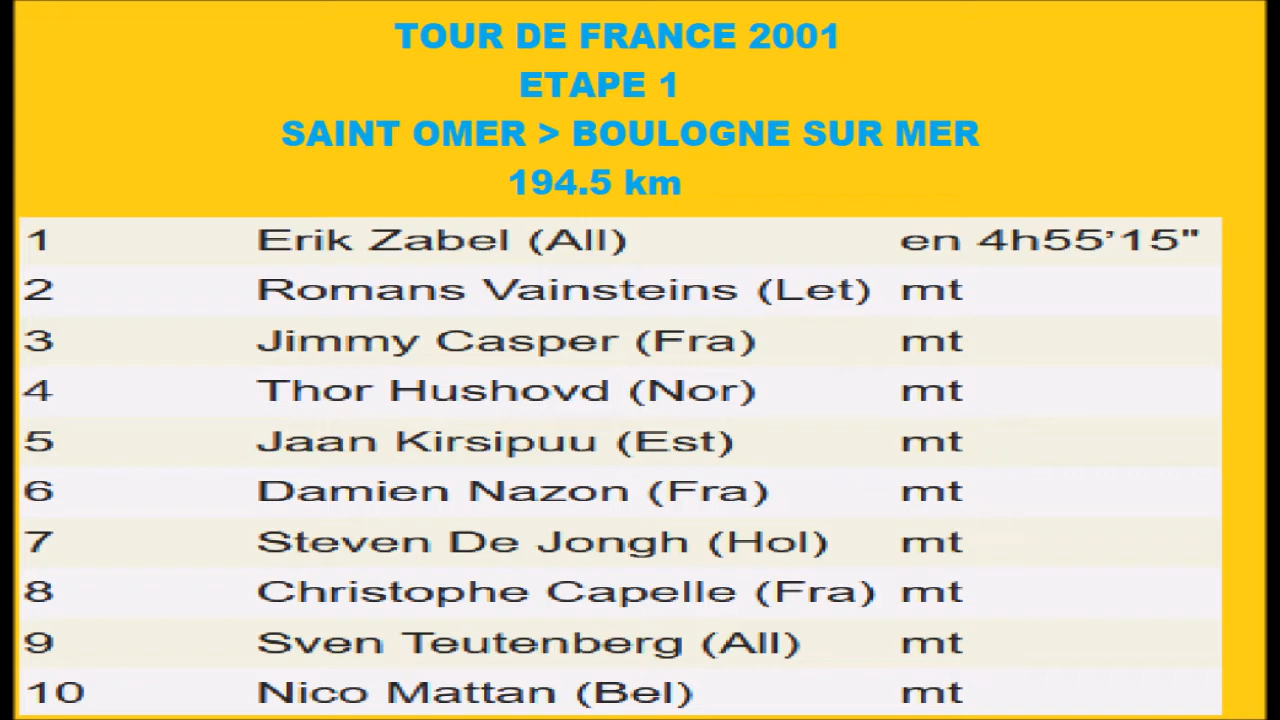 TOUR DE FRANCE 2001
ETAPE 1
SAINT OMER > BOULOGNE SUR MER
194.5 km
1 Erik Zabel (All) en 4h55’15"
2 Romans Vainsteins (Let) mt
3 Jimmy Casper (Fra) mt
4 Thor Hushovd (Nor) mt
5 Jaan Kirsipuu (Est) mt
6 Damien Nazon (Fra) mt
7 Steven De Jongh (Hol) mt
8 Christophe Capelle (Fra) mt
9 Sven Teutenberg (All) mt
10 Nico Mattan (Bel) mt